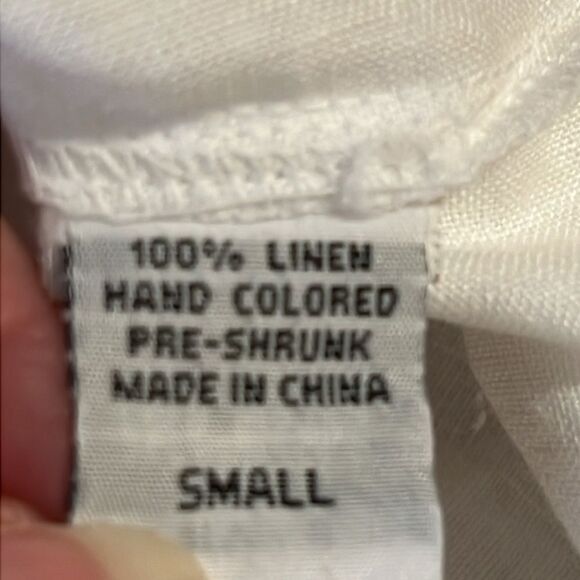 100% LINEN
HAND COLORED
PRE-SHRUNK
MADE IN CHINA
SMALL